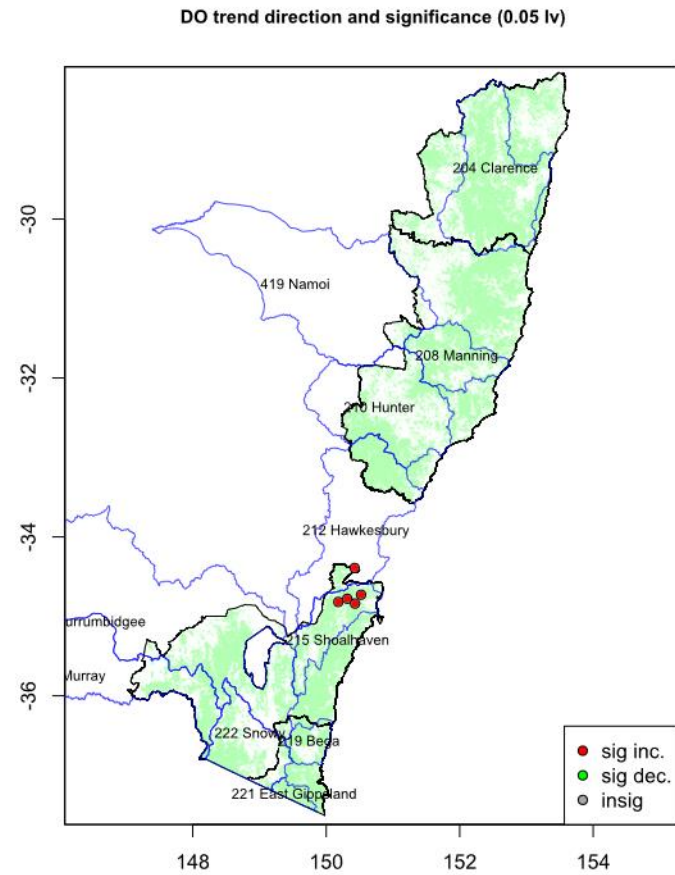 DO trend direction and significance (0.05 lv)
204 Clarence
-30
419 Namoi
208 Manning
-32
210 Hunter
-34
212 Hawkesbury
urrumbidgee
215 Shoalhaven
-36
Murray
222 Snowy
219 Bega
221 East Gippsland
sig inc.
sig dec.
insig
148
150
152
154